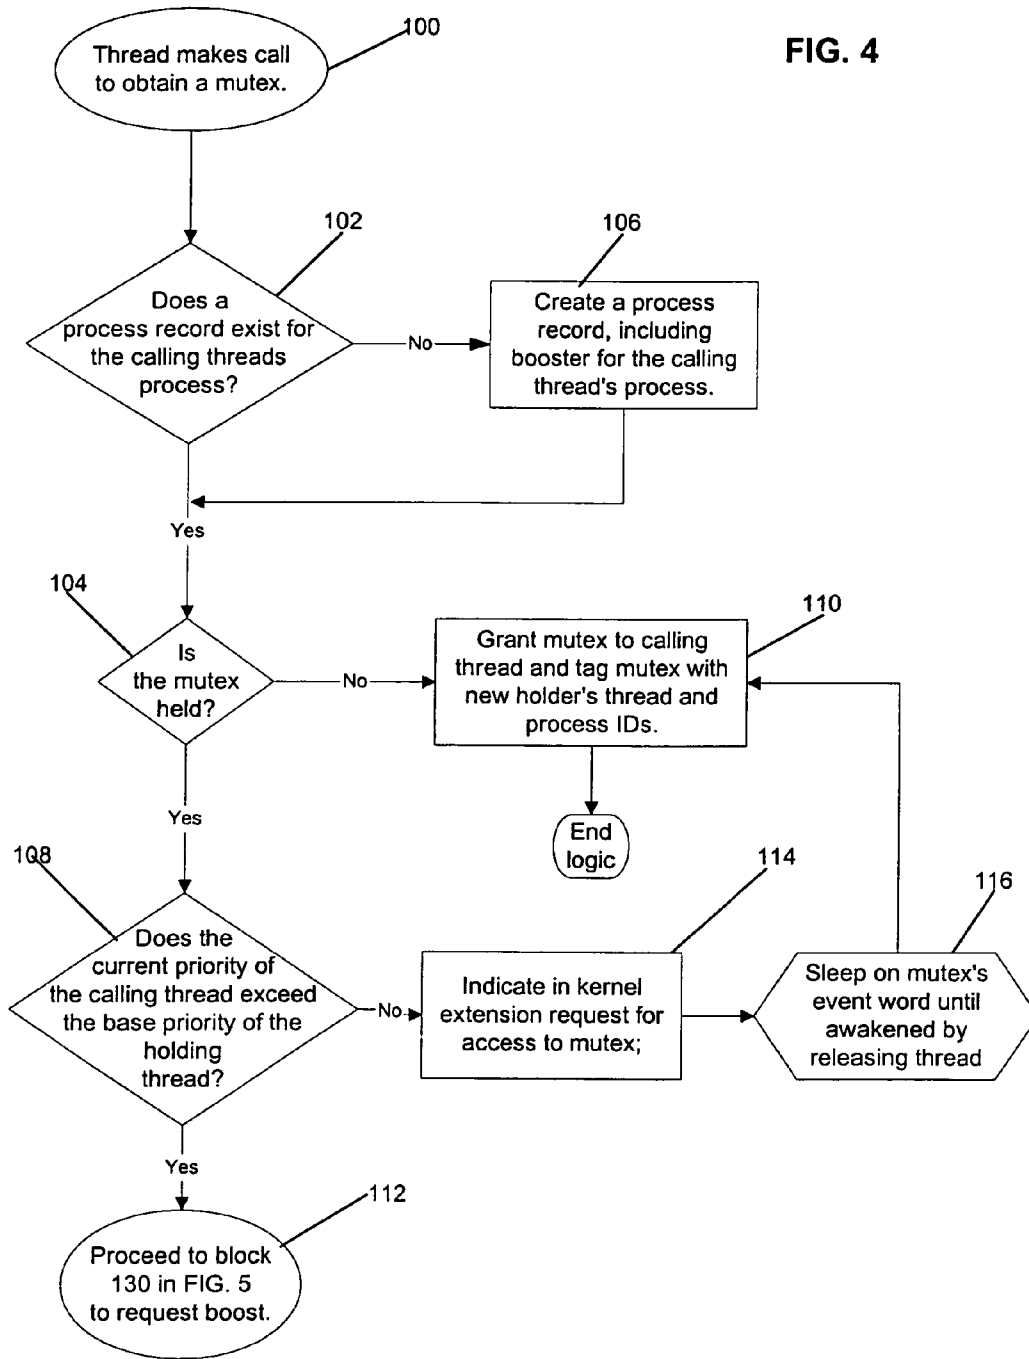 100
FIG. 4
Thread makes call
to obtain a mutex.
102
106
Does a
process record exist for
the calling threads
process?
No
Create a process
record, including
booster for the calling
thread's process.
Yes
104
110
Is
the mutex
held?
No
Grant mutex to calling
thread and tag mutex with
new holder's thread and
process IDs.
Yes
End
logic
108
114
116
Does the
current priority of
the calling thread exceed
the base priority of the
holding
thread?
No
Indicate in kernel
extension request for
access to mutex;
Sleep on mutex's
event word until
awakened by
releasing thread
Yes
112
Proceed to block
130 in FIG. 5
to request boost.